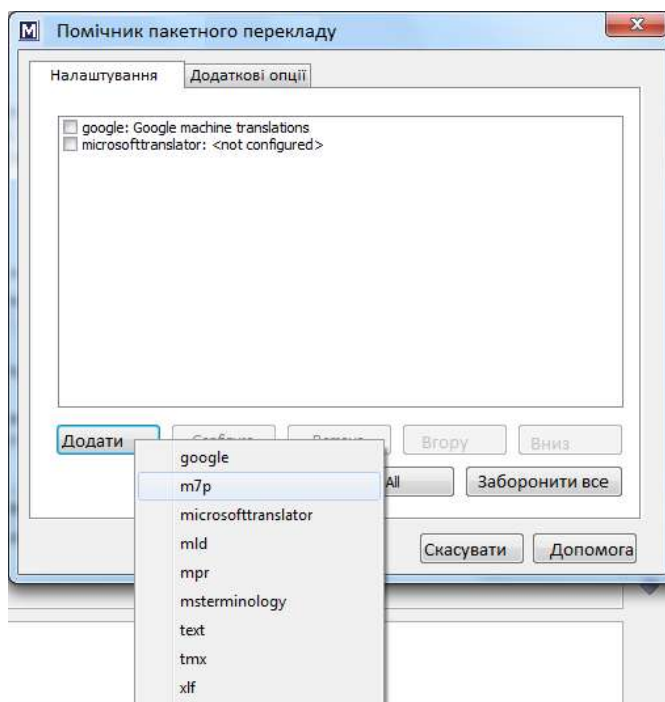 M Помічник пакетного перекладу
Налаштування Додаткові опції
google: Google machine translations
microsofttranslator: <not configured>
Додати Вгору Вниз
All Заборонити все
google
m7p
microsofttranslator
Скасувати Допомога
mld
mpr
msterminology
text
tmx
xlf